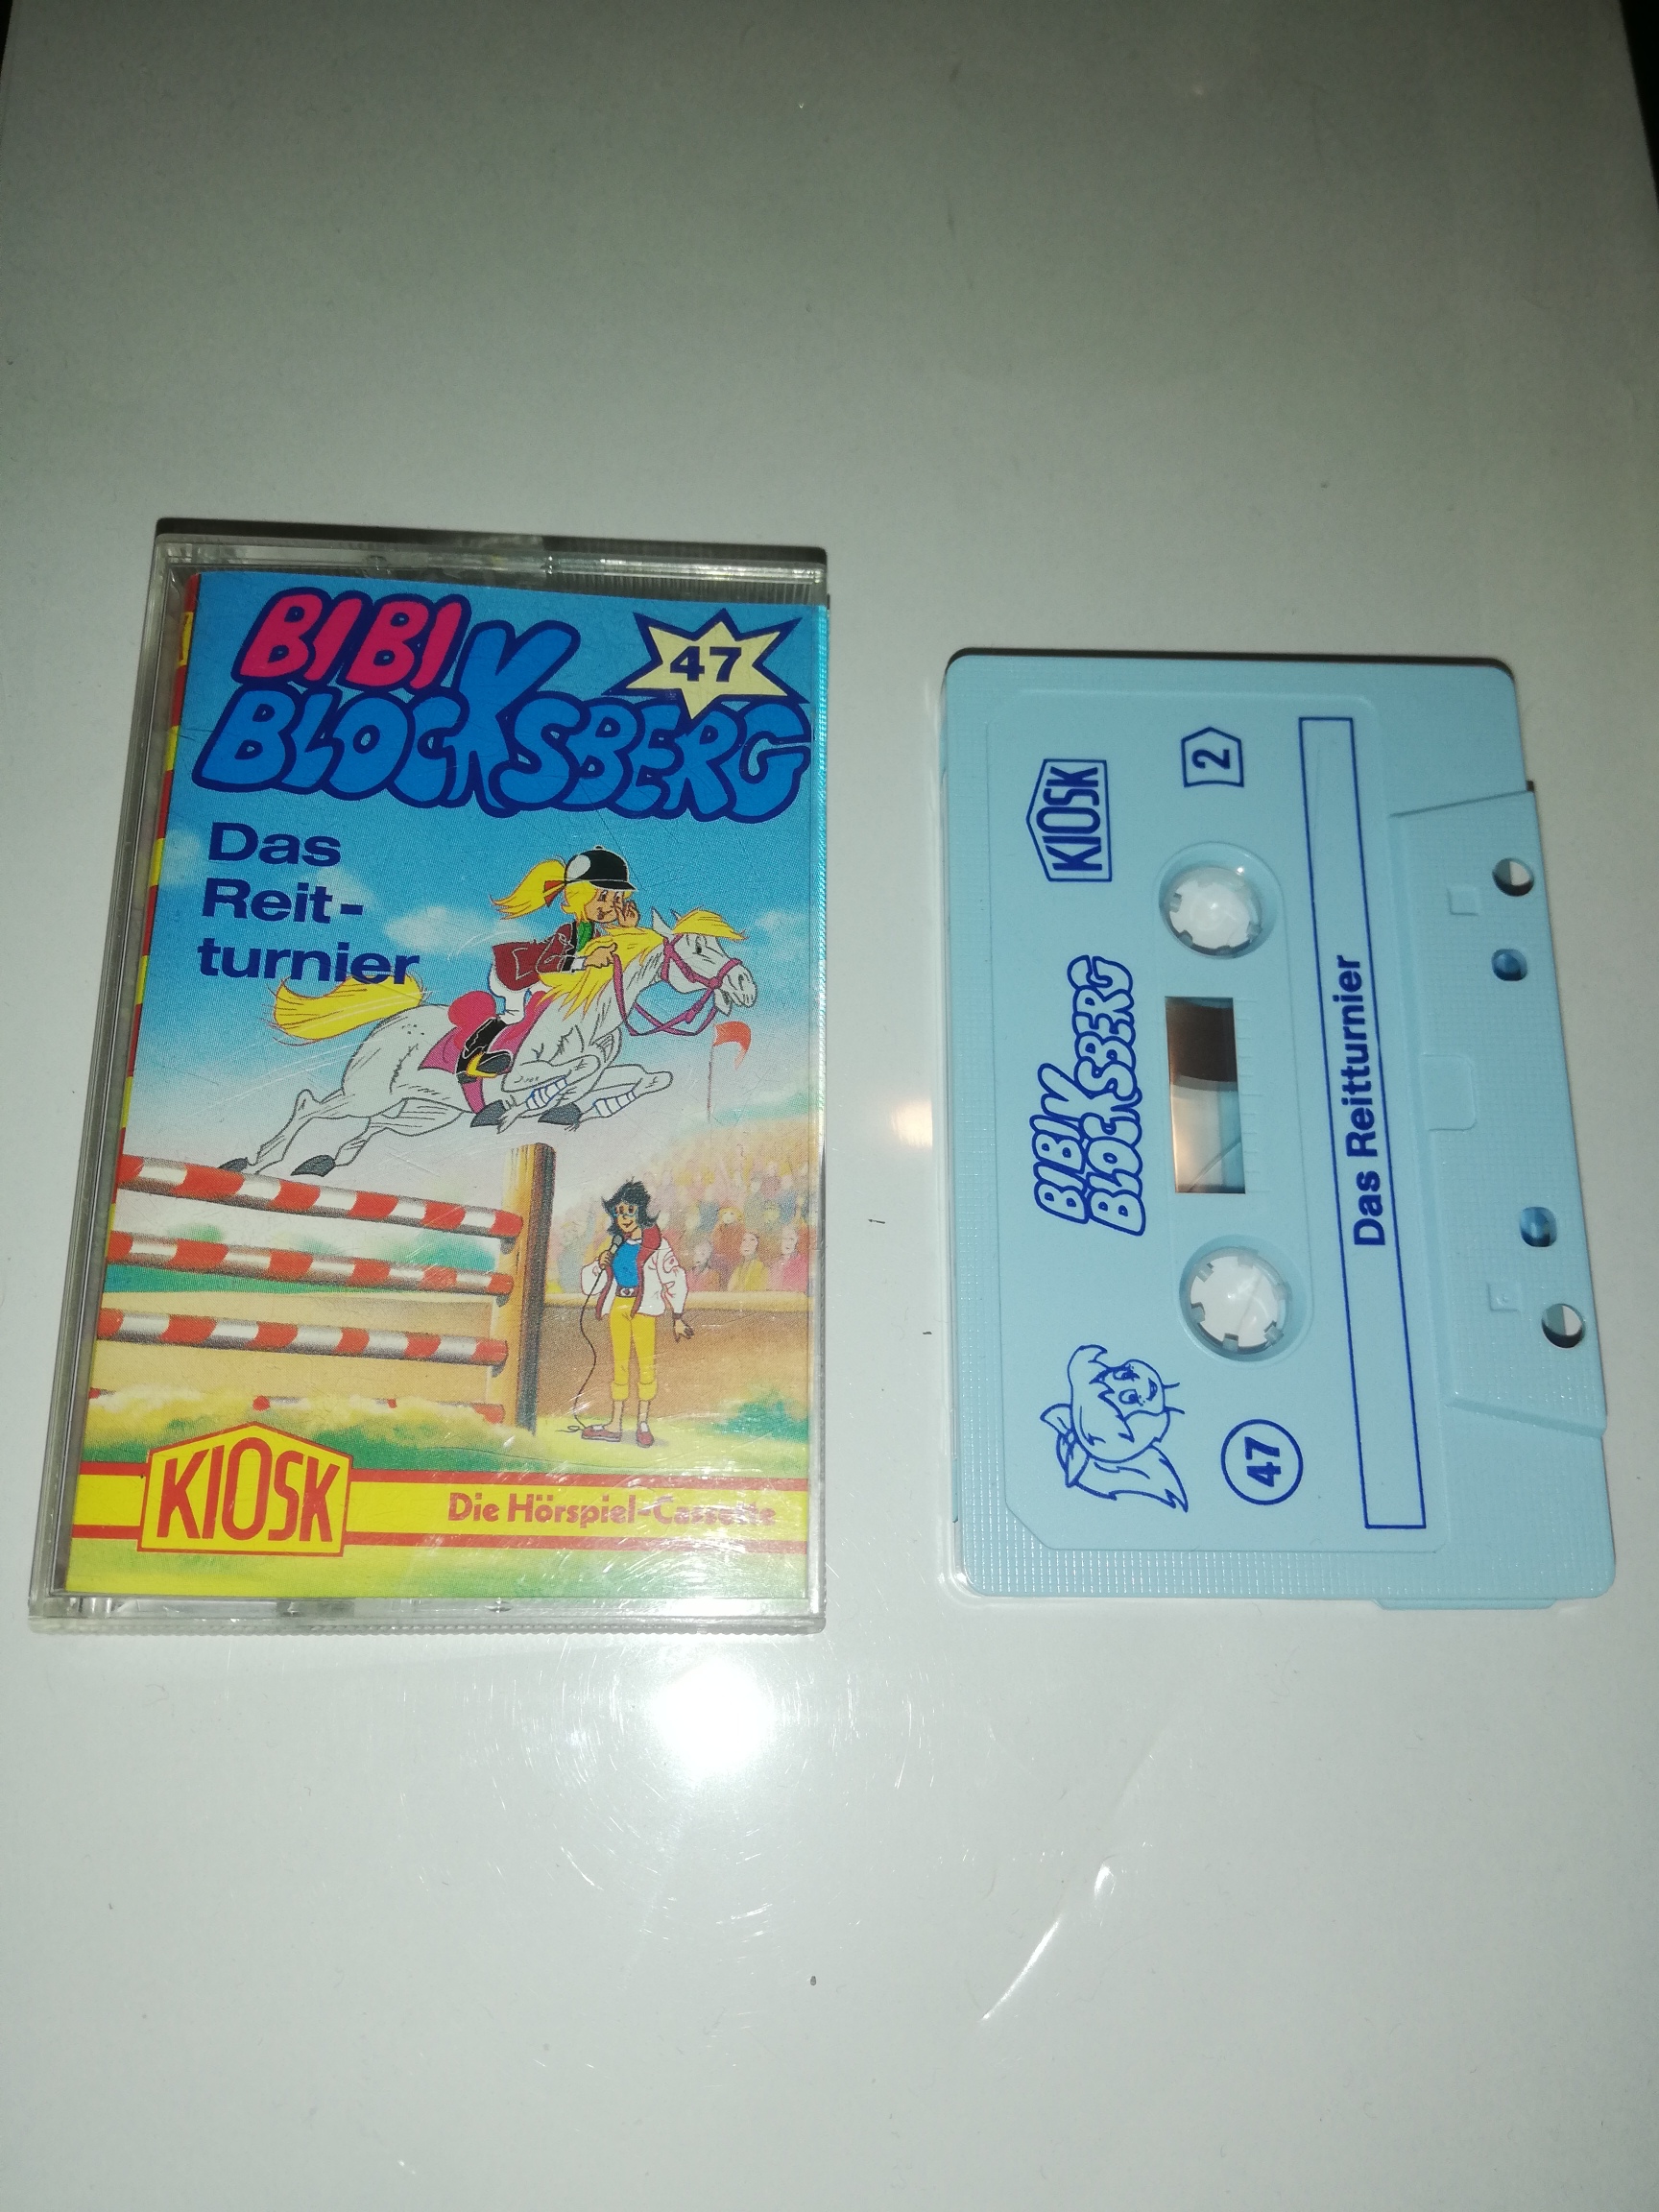 BIBI
BLOCKSBERG
47
Das
Reit-
turnier
KIOSK
Die Hörspiel-Cassette
KIOSK
2
BIBI
BLOCKSBERG
Das Reitturnier
47